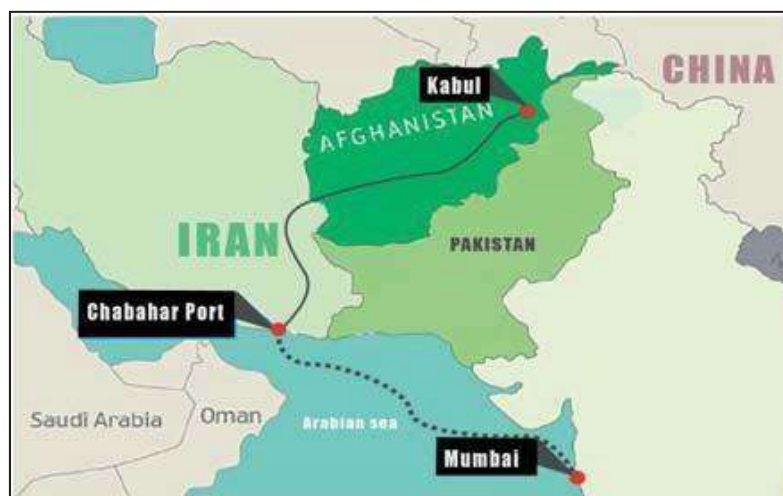 Kabul
CHINA
AFGHANISTAN
IRAN
PAKISTAN
Chabahar Port
Saudi Arabia
Oman
Arabian sea
Mumbai